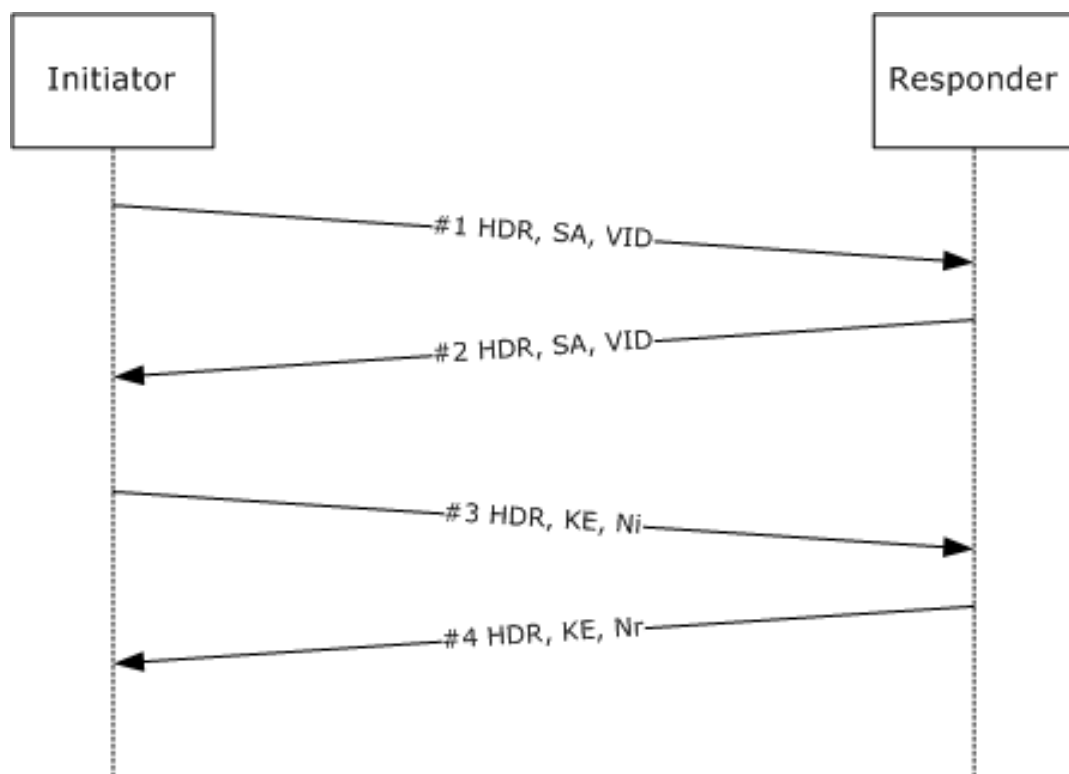 Initiator
Responder
#1 HDR, SA, VID
#2 HDR, SA, VID
#3 HDR, KE, Ni
#4 HDR, KE, Nr